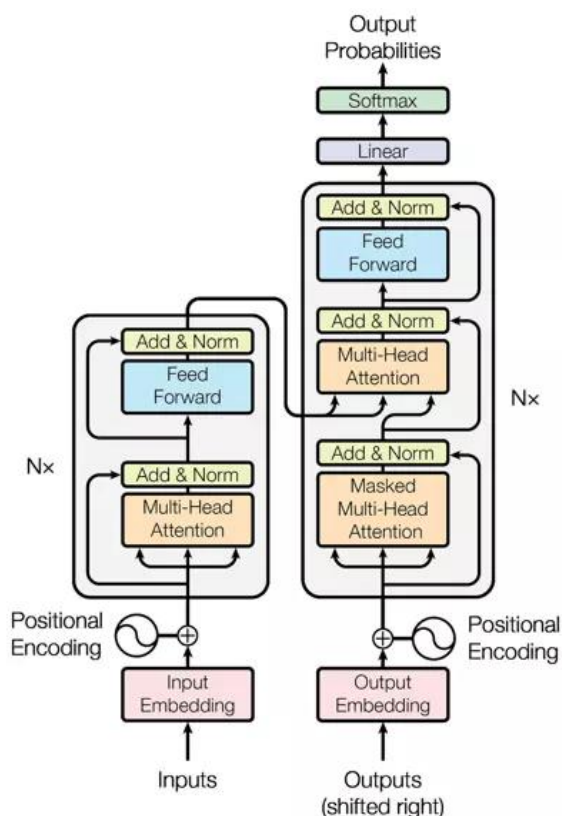 Output
Probabilities
Softmax
Linear
Add & Norm
Feed
Forward
Add & Norm
Multi-Head
Attention
Add & Norm
Masked
Multi-Head
Attention
Nx
Add & Norm
Feed
Forward
Add & Norm
Multi-Head
Attention
Nx
Positional
Encoding
Positional
Encoding
Input
Embedding
Output
Embedding
Inputs
Outputs
(shifted right)